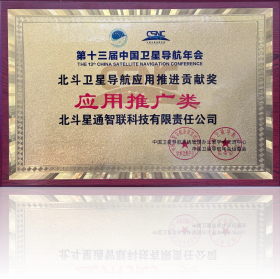 CSNC
第十三届中国卫星导航年会
THE 13th CHINA SATELLITE NAVIGATION CONFERENCE
北斗卫星导航应用推进贡献奖
应用推广类
北斗星通智联科技有限责任公司